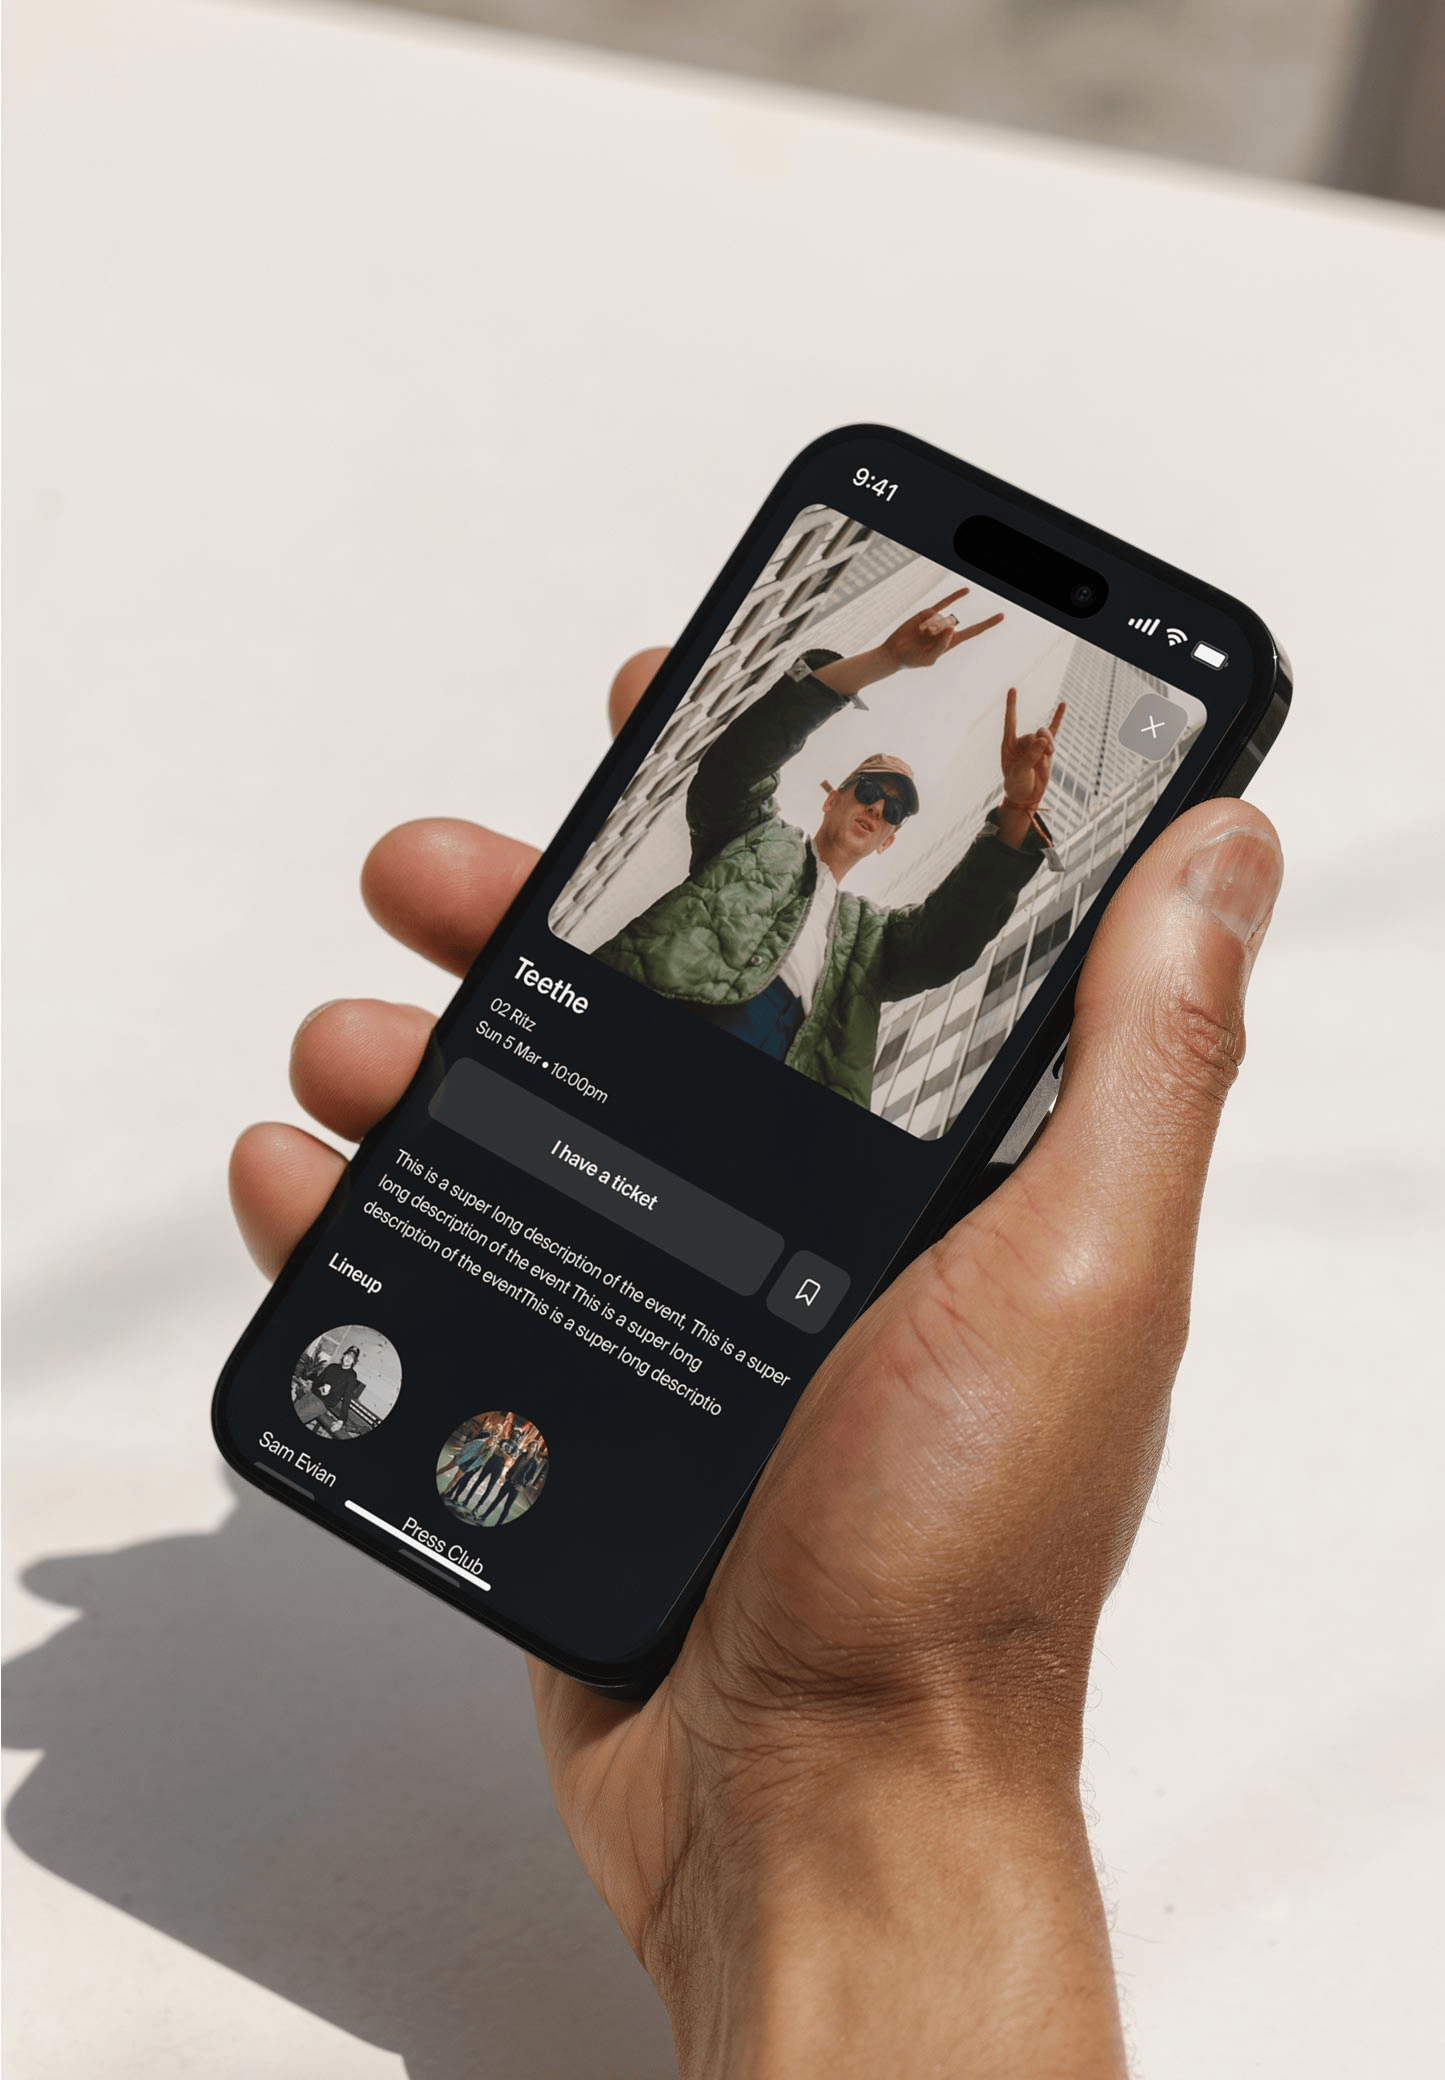 9:41
Teethe
02 Ritz
Sun 5 Mar • 10:00pm
I have a ticket
This is a super long description of the event, This is a super
long description of the event This is a super long
description of the eventThis is a super long descriptio
Lineup
Sam Evian
Press Club